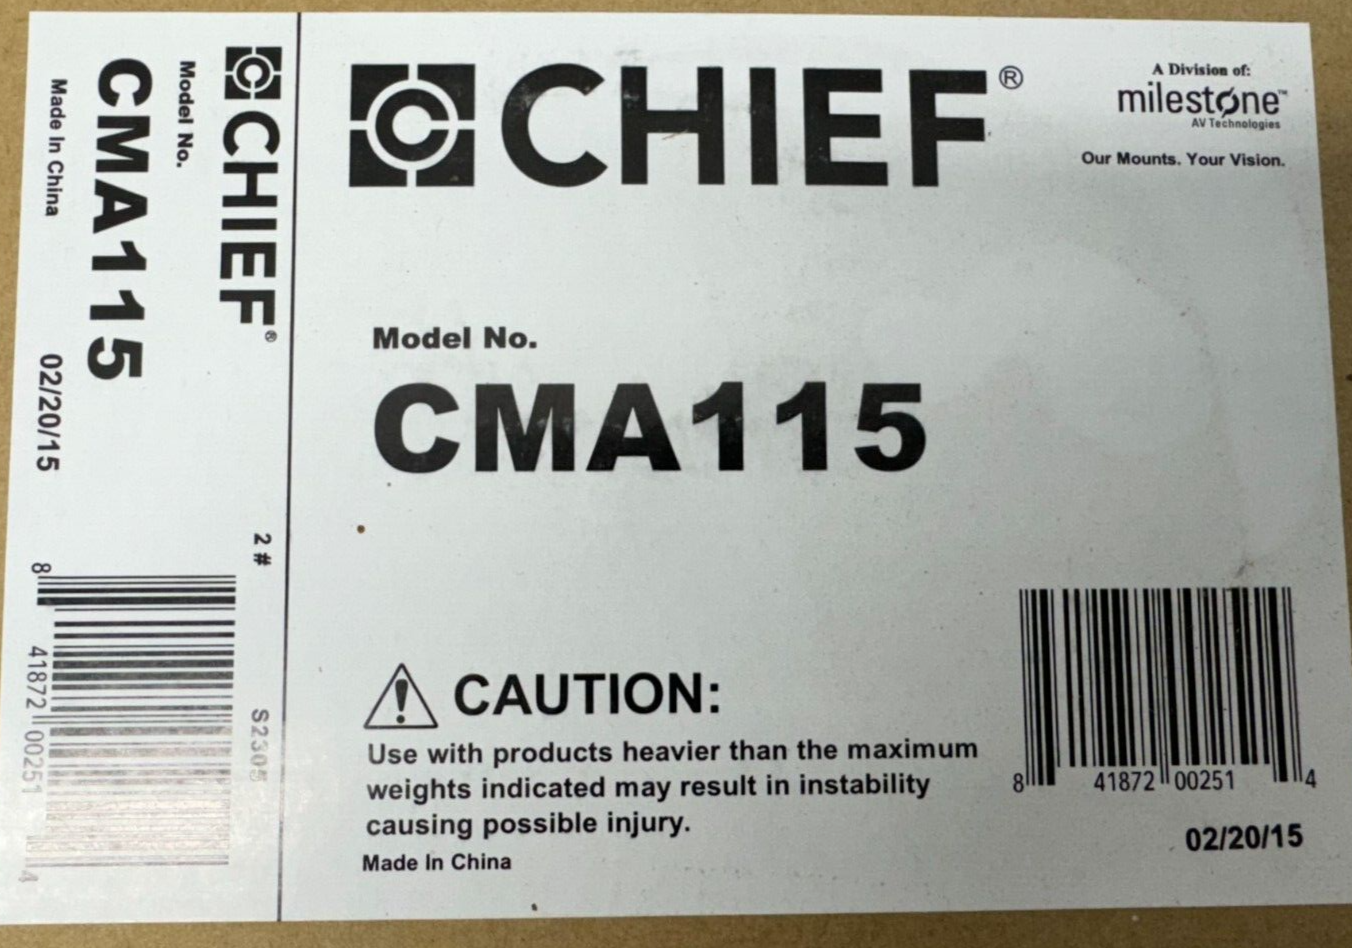 CHIEF®
Model No.
CMA115
Made In China
02/20/15
2#
S2305
8 41872 00251 4
CHIEF®
A Division of:
milestone™
AV Technologies
Our Mounts. Your Vision.
Model No.
CMA115
CAUTION:
Use with products heavier than the maximum
weights indicated may result in instability
causing possible injury.
Made In China
8 41872 00251 4
02/20/15